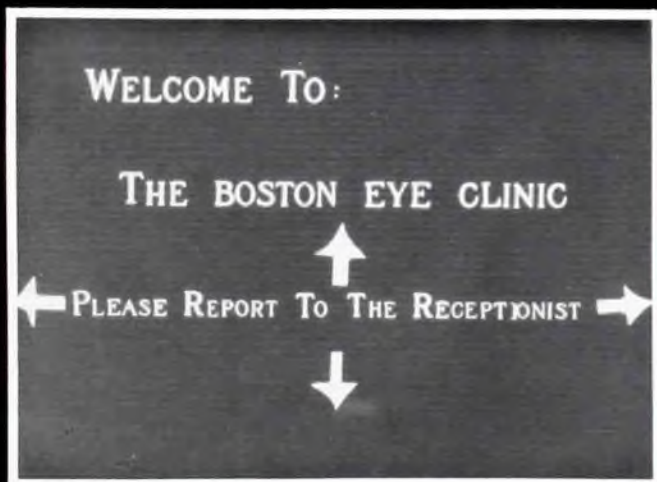 WELCOME TO:
THE BOSTON EYE CLINIC
PLEASE REPORT TO THE RECEPTIONIST